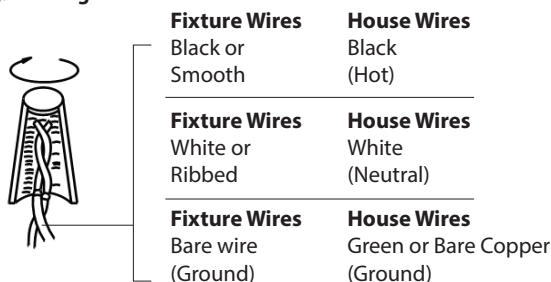 Fixture Wires House Wires
Black or Black
Smooth (Hot)
Fixture Wires House Wires
White or White
Ribbed (Neutral)
Fixture Wires House Wires
Bare wire Green or Bare Copper
(Ground) (Ground)